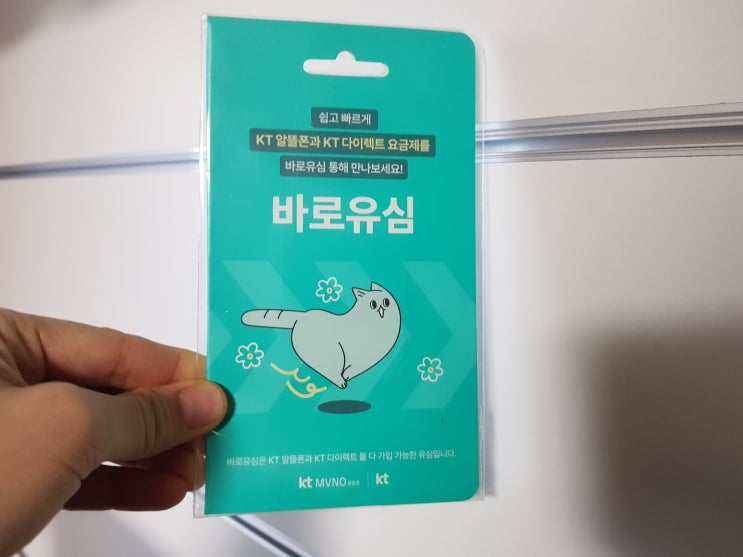 쉽고 빠르게
KT 알뜰폰과 KT 다이렉트 요금제를
바로유심 통해 만나보세요!
바로유심
바로유심은 KT 알뜰폰과 KT 다이렉트 둘 다 가입 가능한 유심입니다.
kt MVNO 알뜰폰 | kt